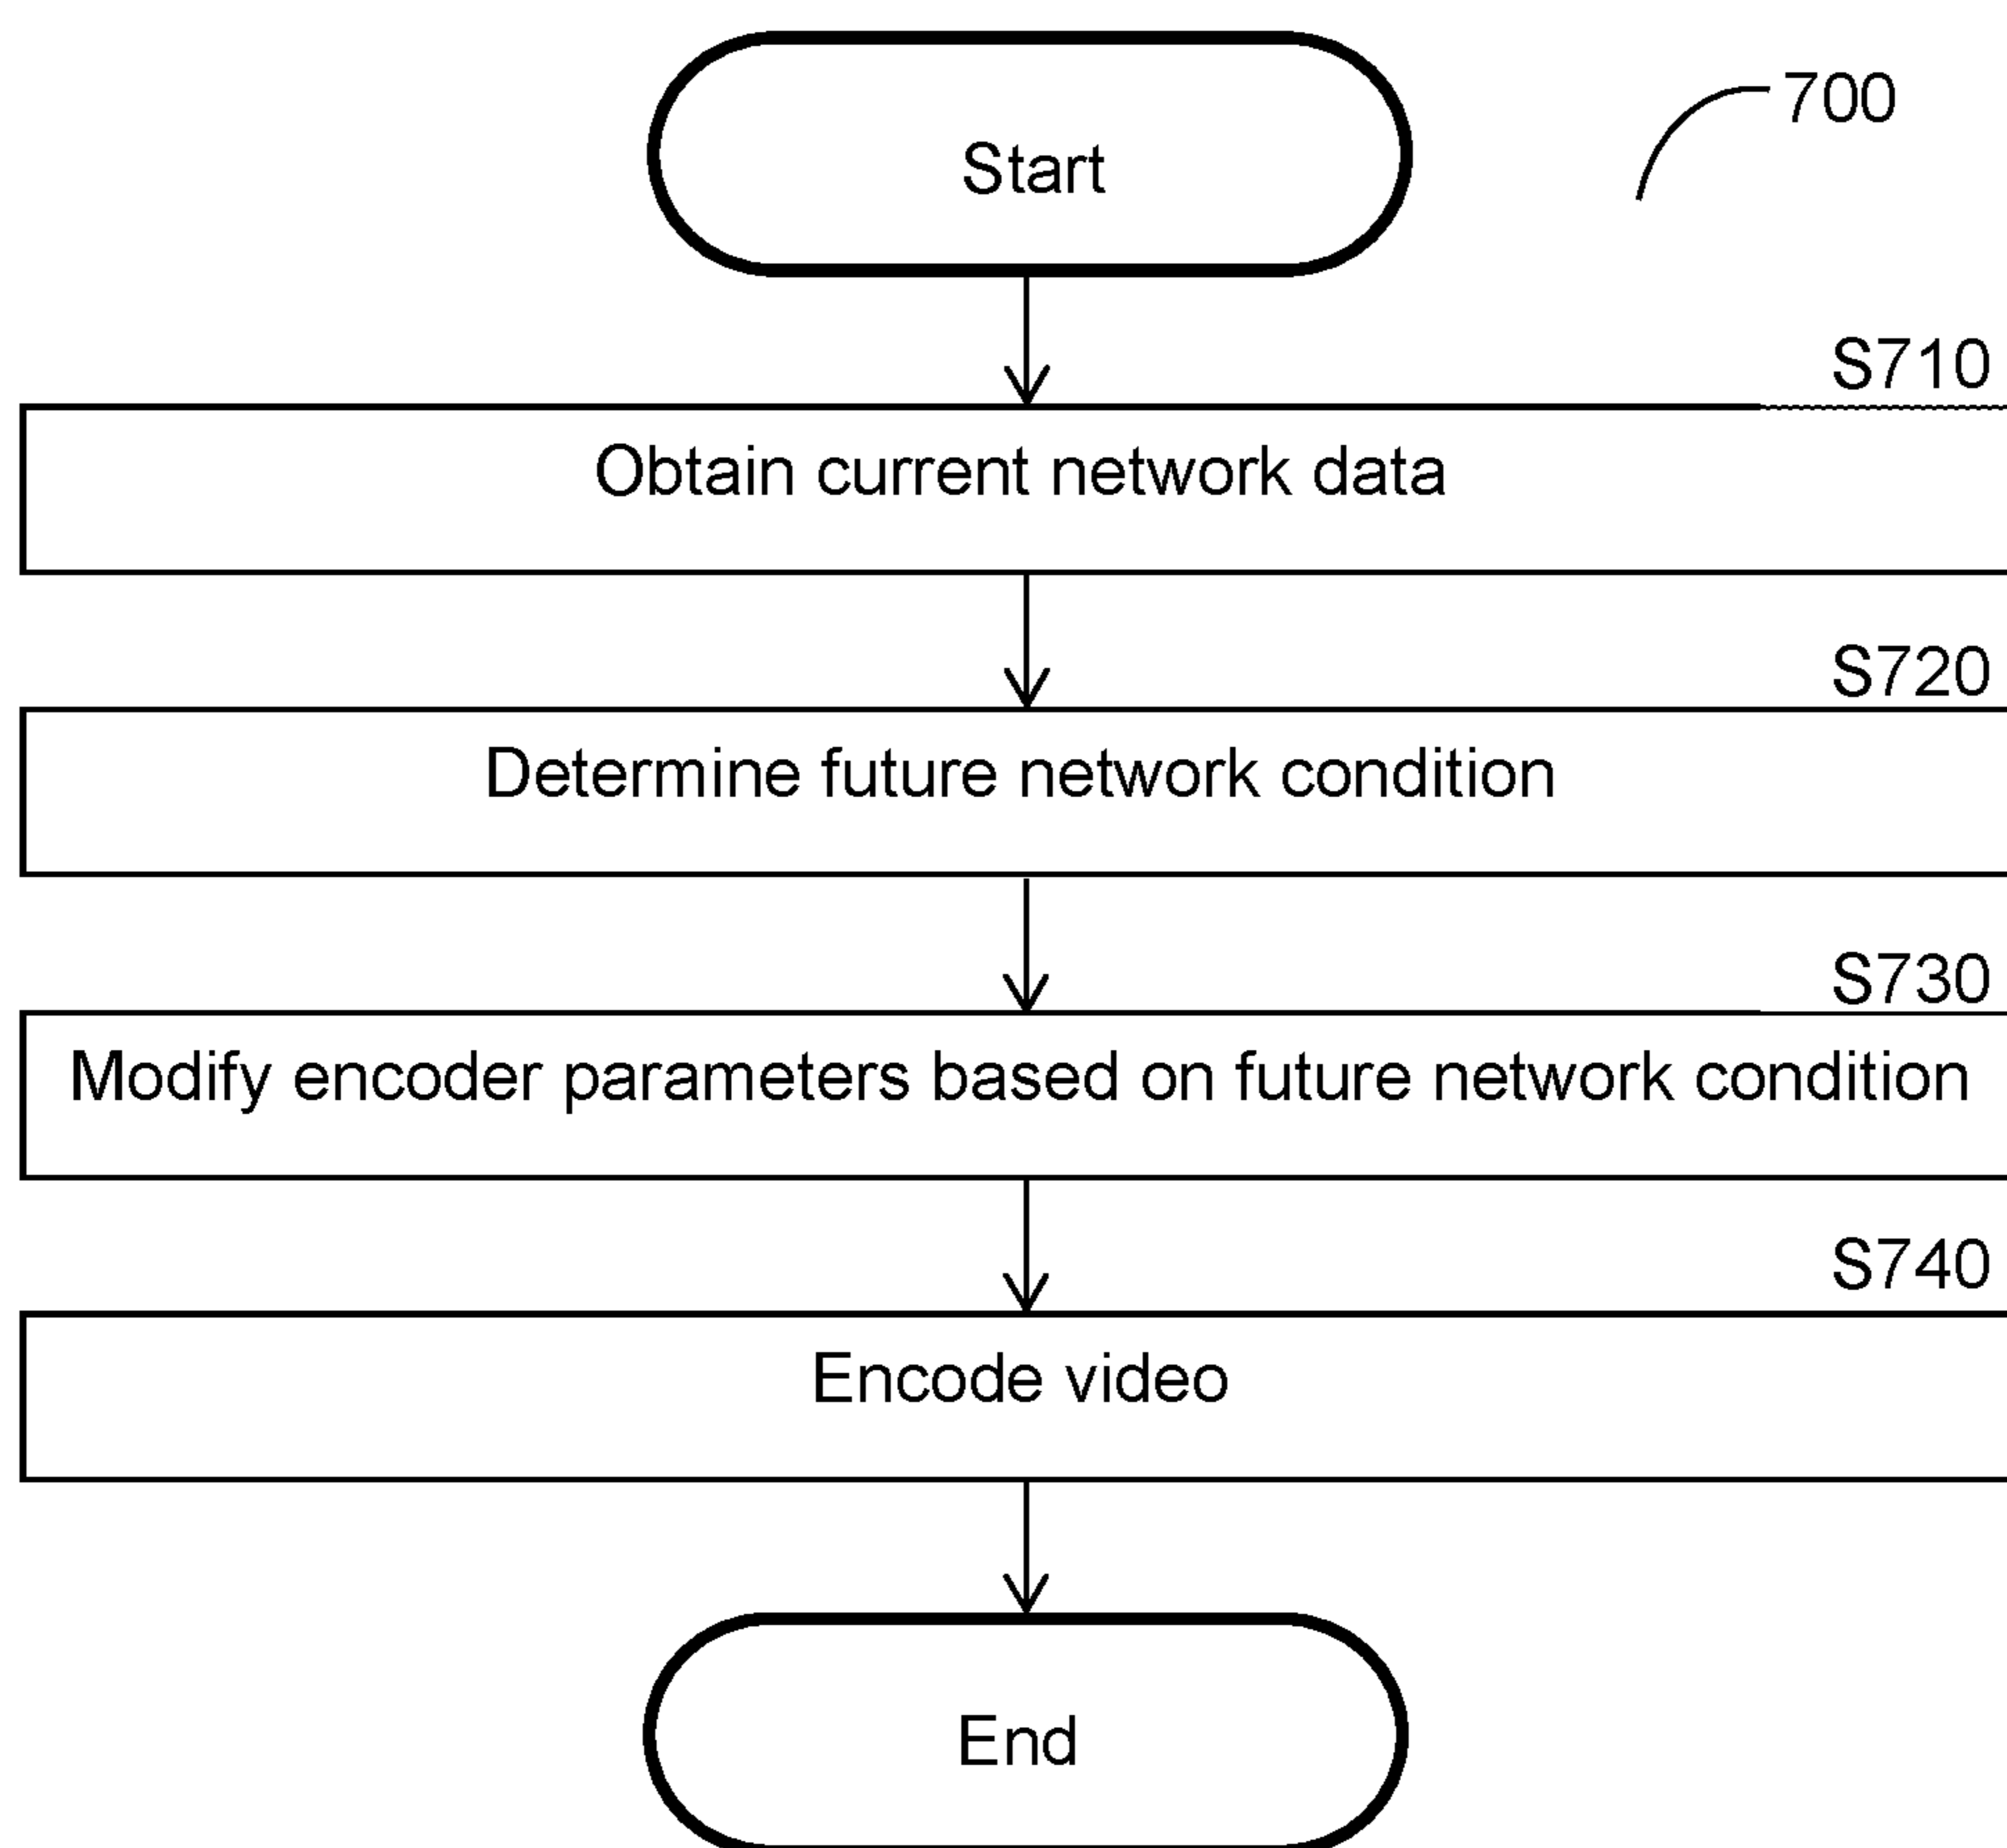 Start
700
S710
Obtain current network data
S720
Determine future network condition
S730
Modify encoder parameters based on future network condition
S740
Encode video
End